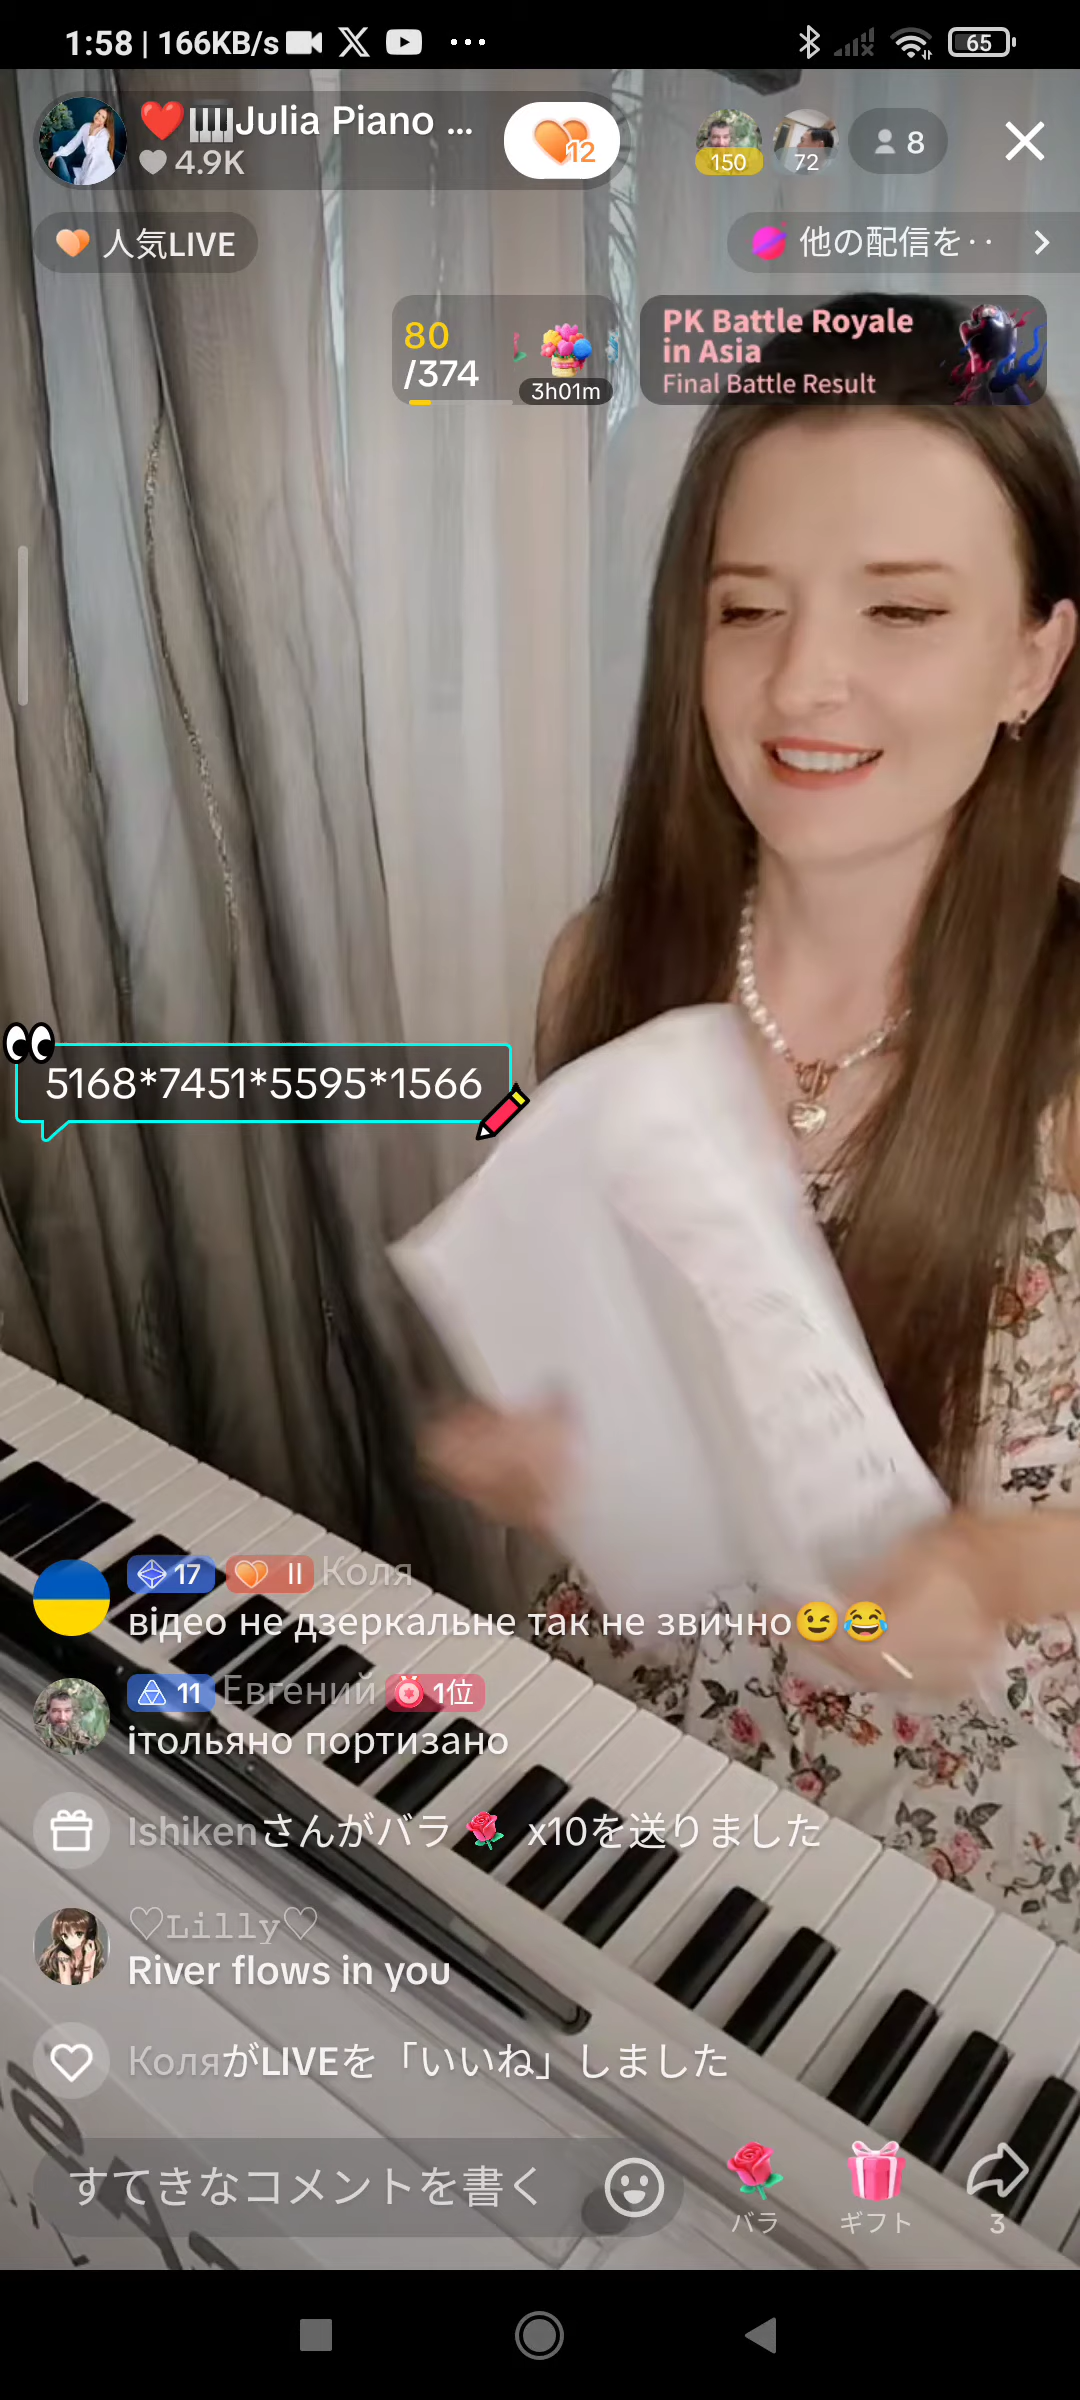 1:58 | 166KB/s
65
❤️🎹Julia Piano ...
4.9K
12
150
72
8
人気LIVE
他の配信を‥
80
/374
3h01m
PK Battle Royale
in Asia
Final Battle Result
5168*7451*5595*1566
17 II Коля
відео не дзеркальне так не звично😉😂
11 Евгений 1位
ітольяно портизано
Ishikenさんがバラ🌹 x10を送りました
♡Lilly♡
River flows in you
КоляがLIVEを「いいね」しました
すてきなコメントを書く
バラ
ギフト
3